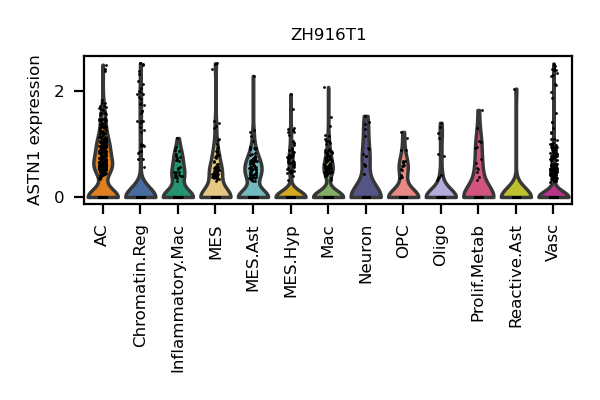 ZH916T1
ASTN1 expression
2
0
AC
Chromatin.Reg
Inflammatory.Mac
MES
MES.Ast
MES.Hyp
Mac
Neuron
OPC
Oligo
Prolif.Metab
Reactive.Ast
Vasc